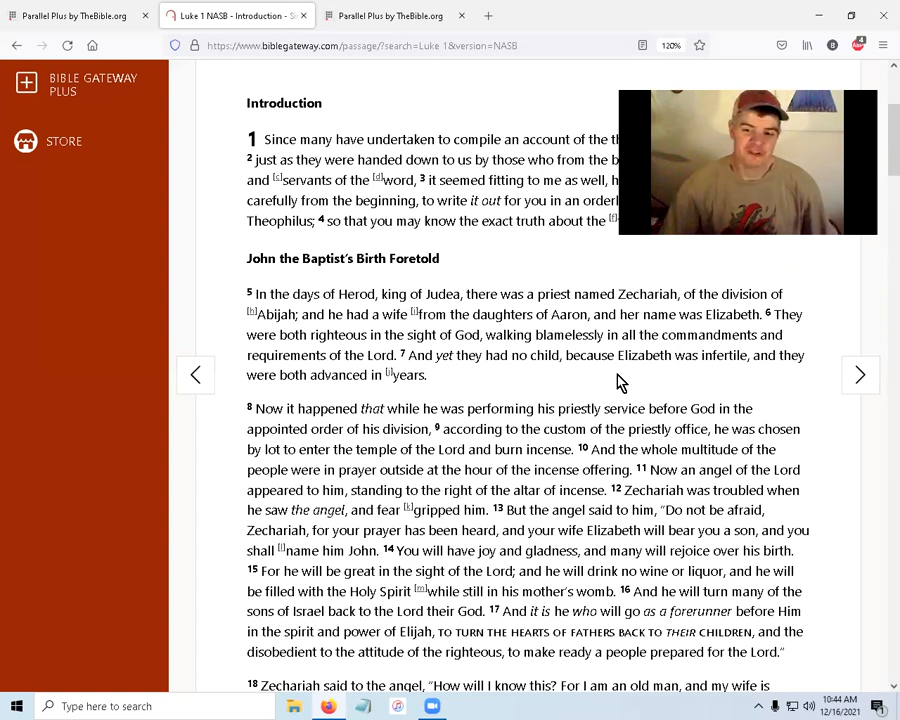 Parallel Plus by TheBible.org
Luke 1 NASB - Introduction - Si
Parallel Plus by TheBible.org
https://www.biblegateway.com/passage/?search=Luke 1&version=NASB
120%
B
4
BIBLE GATEWAY
PLUS
STORE
Introduction
1 Since many have undertaken to compile an account of the th
2 just as they were handed down to us by those who from the b
and [c]servants of the [d]word, 3 it seemed fitting to me as well, h
carefully from the beginning, to write it out for you in an orderl
Theophilus; 4 so that you may know the exact truth about the [f]
John the Baptist's Birth Foretold
5 In the days of Herod, king of Judea, there was a priest named Zechariah, of the division of
[h]Abijah; and he had a wife [i]from the daughters of Aaron, and her name was Elizabeth. 6 They
were both righteous in the sight of God, walking blamelessly in all the commandments and
requirements of the Lord. 7 And yet they had no child, because Elizabeth was infertile, and they
were both advanced in [j]years.
8 Now it happened that while he was performing his priestly service before God in the
appointed order of his division, 9 according to the custom of the priestly office, he was chosen
by lot to enter the temple of the Lord and burn incense. 10 And the whole multitude of the
people were in prayer outside at the hour of the incense offering. 11 Now an angel of the Lord
appeared to him, standing to the right of the altar of incense. 12 Zechariah was troubled when
he saw the angel, and fear [k]gripped him. 13 But the angel said to him, “Do not be afraid,
Zechariah, for your prayer has been heard, and your wife Elizabeth will bear you a son, and you
shall [l]name him John. 14 You will have joy and gladness, and many will rejoice over his birth.
15 For he will be great in the sight of the Lord; and he will drink no wine or liquor, and he will
be filled with the Holy Spirit [m]while still in his mother's womb. 16 And he will turn many of the
sons of Israel back to the Lord their God. 17 And it is he who will go as a forerunner before Him
in the spirit and power of Elijah, TO TURN THE HEARTS OF FATHERS BACK TO THEIR CHILDREN, and the
disobedient to the attitude of the righteous, to make ready a people prepared for the Lord.”
18 Zechariah said to the angel, “How will I know this? For I am an old man, and my wife is
Type here to search
10:44 AM
12/16/2021